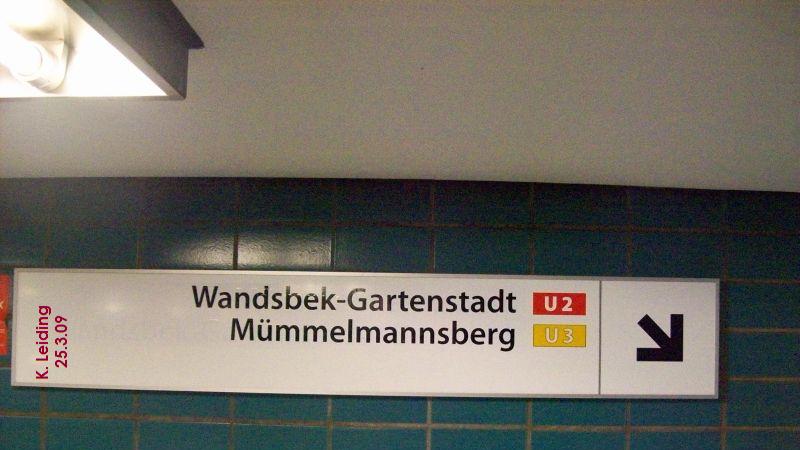 Wandsbek-Gartenstadt U2
Mümmelmannsberg U3
K. Leiding
25.3.09